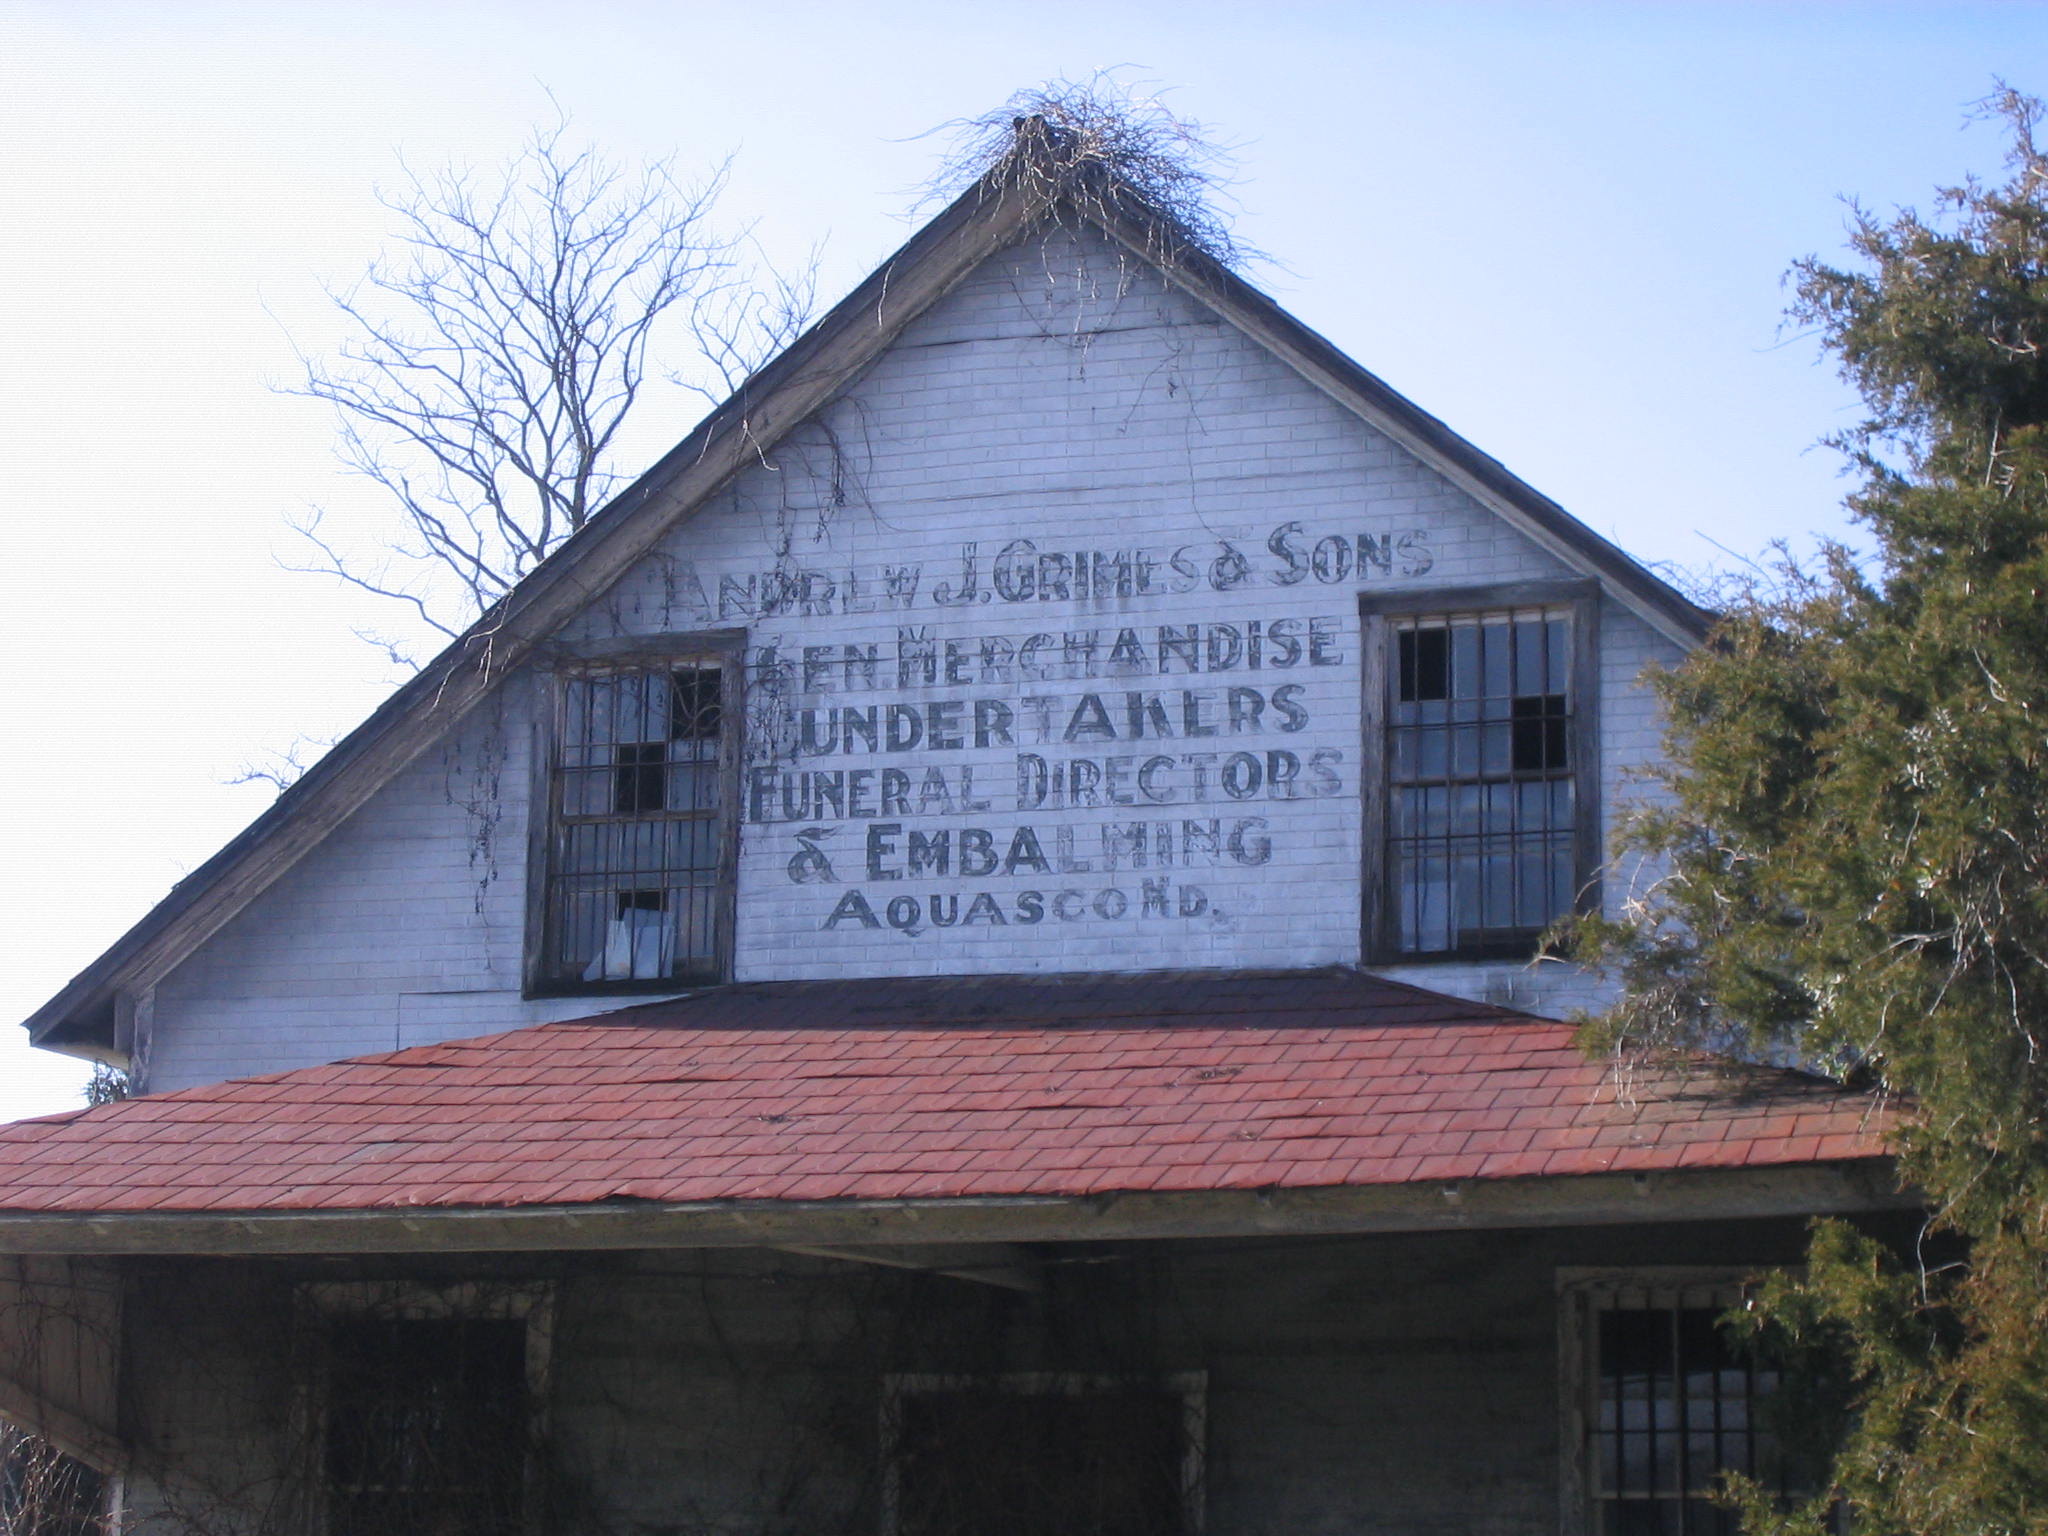 ANDREW J. GRIMES & SONS
GEN. MERCHANDISE
UNDERTAKERS
FUNERAL DIRECTORS
& EMBALMING
AQUASCO MD.